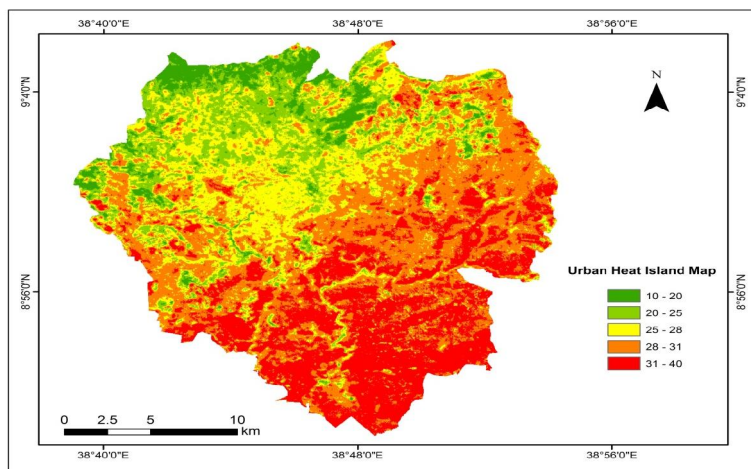 38°40'0"E 38°48'0"E 38°56'0"E
N
9°4'0"N 9°4'0"N
Urban Heat Island Map
10 - 20
20 - 25
25 - 28
28 - 31
31 - 40
8°56'0"N 8°56'0"N
0 2.5 5 10
km
38°40'0"E 38°48'0"E 38°56'0"E